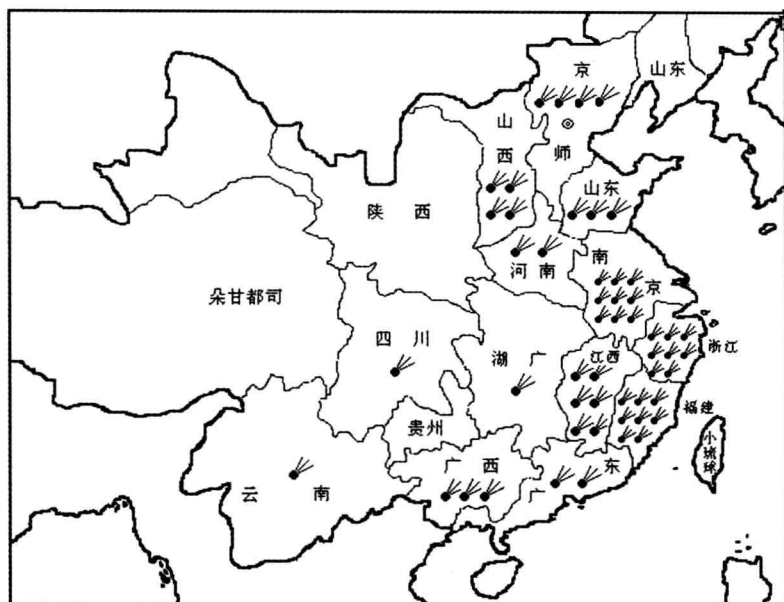 京师
山东
山西
陕西
山东
河南
南京
朵甘都司
四川
湖广
江西
浙江
福建
贵州
小琉球
广西
广东
云南